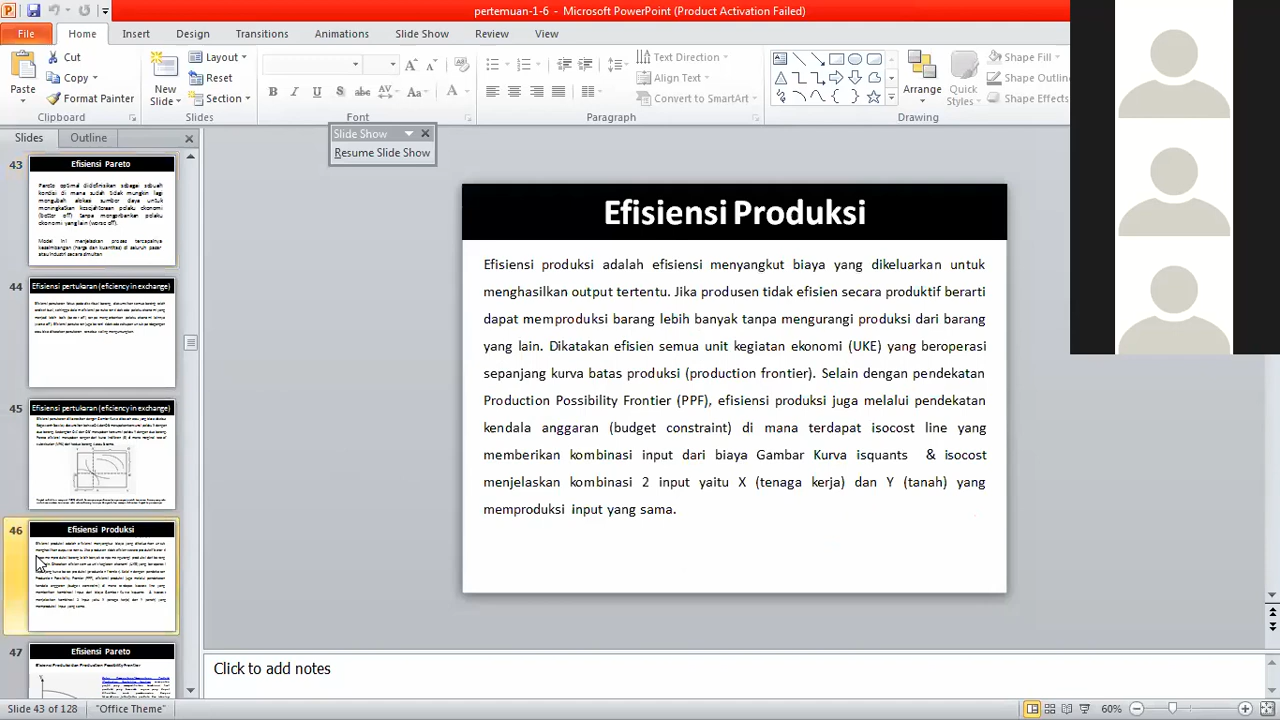 pertemuan-1-6 - Microsoft PowerPoint (Product Activation Failed)
File Home Insert Design Transitions Animations Slide Show Review View
Paste
Cut
Copy
Format Painter
Clipboard
New Slide
Layout
Reset
Section
Slides
Font
Text Direction
Align Text
Convert to SmartArt
Paragraph
Arrange
Quick Styles
Shape Fill
Shape Outlin
Shape Effects
Drawing
Slides Outline
Slide Show
Resume Slide Show
43
Efisiensi Pareto
44
Efisiensi pertukaran (eficiency in exchange)
45
Efisiensi pertukaran (eficiency in exchange)
46
Efisiensi Produksi
47
Efisiensi Pareto
Efisiensi Produksi dan Production Possibility Frontier
Efisiensi Produksi
Efisiensi produksi adalah efisiensi menyangkut biaya yang dikeluarkan untuk
menghasilkan output tertentu. Jika produsen tidak efisien secara produktif berarti
dapat memproduksi barang lebih banyak tanpa mengurangi produksi dari barang
yang lain. Dikatakan efisien semua unit kegiatan ekonomi (UKE) yang beroperasi
sepanjang kurva batas produksi (production frontier). Selain dengan pendekatan
Production Possibility Frontier (PPF), efisiensi produksi juga melalui pendekatan
kendala anggaran (budget constraint) di mana terdapat isocost line yang
memberikan kombinasi input dari biaya Gambar Kurva isquants & isocost
menjelaskan kombinasi 2 input yaitu X (tenaga kerja) dan Y (tanah) yang
memproduksi input yang sama.
Click to add notes
Slide 43 of 128 "Office Theme" 60%